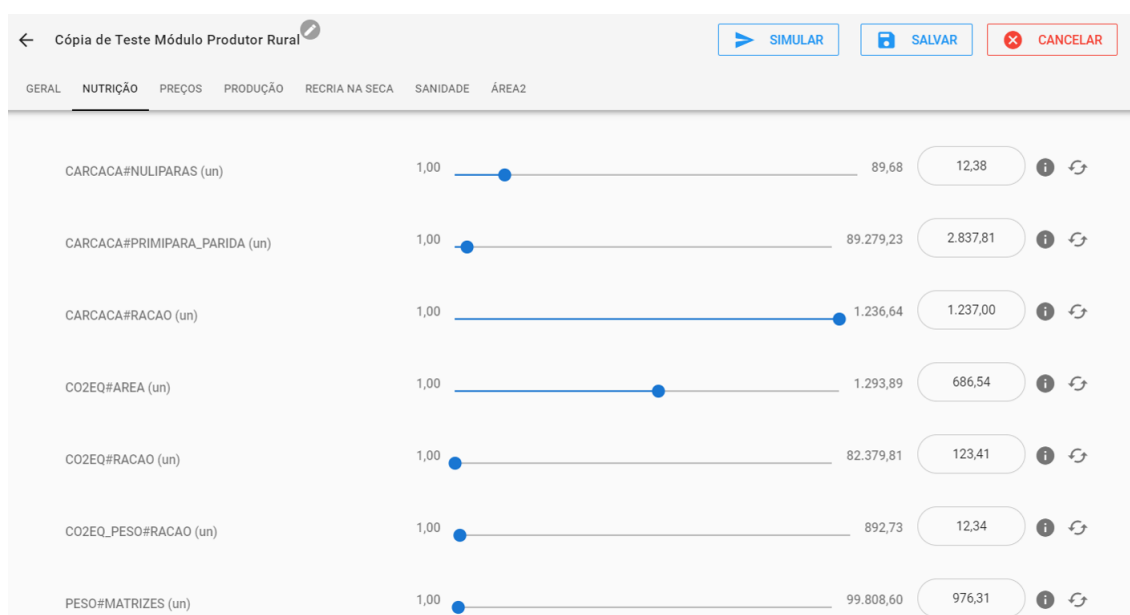 Cópia de Teste Módulo Produtor Rural
SIMULAR SALVAR CANCELAR
GERAL NUTRIÇÃO PREÇOS PRODUÇÃO RECRIA NA SECA SANIDADE ÁREA2
CARCACA#NULIPARAS (un) 1,00 89,68 12,38
CARCACA#PRIMIPARA_PARIDA (un) 1,00 89.279,23 2.837,81
CARCACA#RACAO (un) 1,00 1.236,64 1.237,00
CO2EQ#AREA (un) 1,00 1.293,89 686,54
CO2EQ#RACAO (un) 1,00 82.379,81 123,41
CO2EQ_PESO#RACAO (un) 1,00 892,73 12,34
PESO#MATRIZES (un) 1,00 99.808,60 976,31